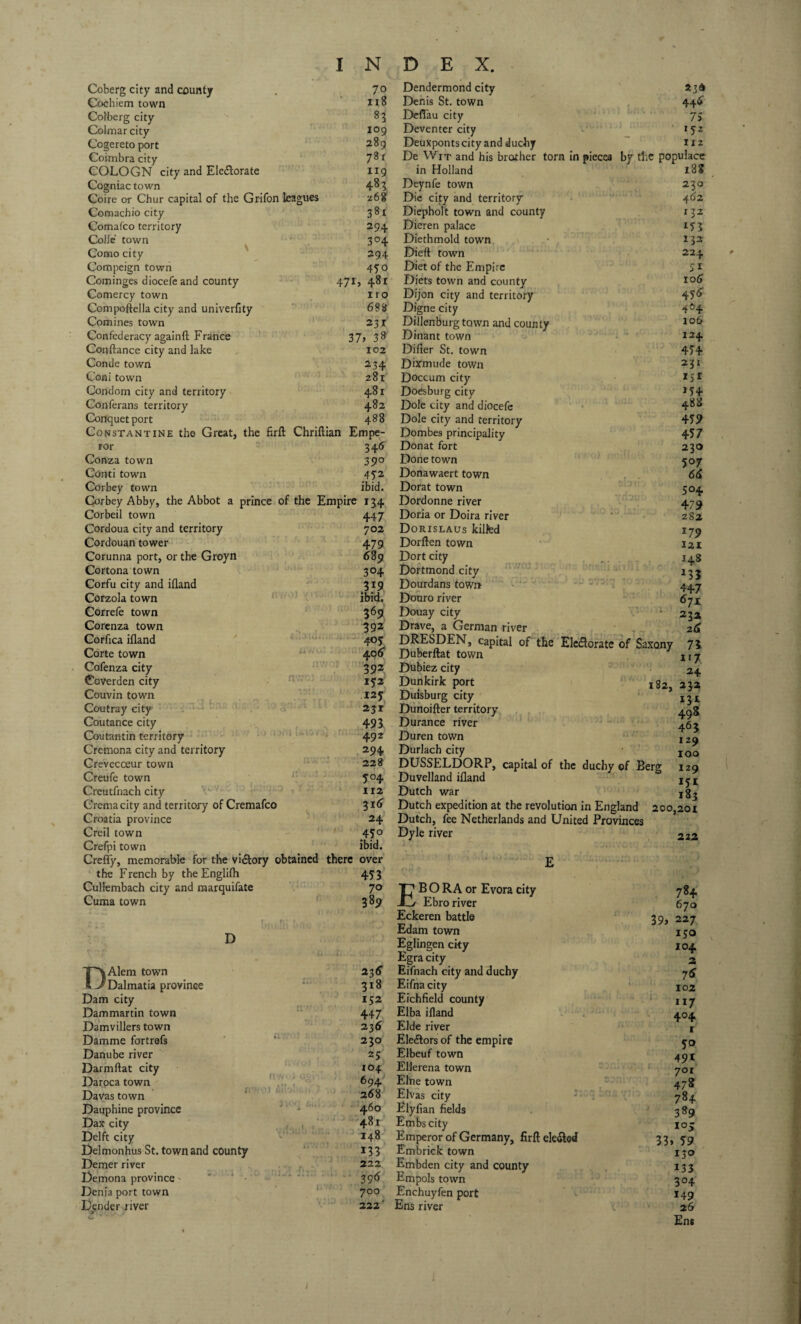 I N D E X.
Coberg city and county 70
Cochiem town 118
Colberg city 83
Colmar city 109
Cogereto port 289
Coimbra city 781
COLOGN city and Electorate 119
Cogniac town 483
Coire or Chur capital of the Grifon leagues 268
Comachio city 381
Comaſco territory 294
Colle town 304
Como city 294
Compeign town 450
Cominges dioceſe and county 471, 481
Comercy town 110
Compoſtella city and univerſity 688
Comines town 231
Confederacy againſt France 37, 38
Conſtance city and lake 102
Conde town 234
Coni town 281
Condom city and territory 481
Conſerans territory 482
Conquet port 488
CONSTANTINE the Great, the firſt Chriſtian Empe-
ror 346
Conza town 390
Conti town 452
Corbey town ibid.
Corbey Abby, the Abbot a prince of the Empire 134
Corbeil town 447
Cordoua city and territory 702
Cordouan tower 479
Corunna port, or the Groyn 689
Cortona town 304
Corfu city and iſland 319
Corzola town ibid.
Correſe town 369
Corenza town 392
Corſica iſland 405
Corte town 406
Coſenza city 392
Coverden city 152
Couvin town 125
Coutray city 231
Coutance city 493
Coutantin territory 492
Cremona city and territory 294
Crevecœur town 228
Creuſe town 504
Creutſnach city 112
Crema city and territory of Cremaſco 316
Croatia province 24
Creil town 450
Creſpi town ibid.
Creſſy, memorable for the victory obtained there over
the French by the Engliſh 453
Culſembach city and marquiſate 70
Cuma town 389
D
DAlem town 236
Dalmatia province 318
Dam city 152
Dammartin town 447
Damvillers town 236
Damme fortreſs 230
Danube river 25
Darmſtat city 104
Daroca town 694
Davas town 268
Dauphine province 460
Dax city 481
Delft city 148
Delmonhus St. town and county 133
Demer river 222
Demona province 396
Denia port town 700
Dender river 222
Dendermond city 236
Denis St. town 446
Deſſau city 75
Deventer city 152
Deuxponts city and duchy 112
De WIT and his brother torn in pieces by the populace
in Holland 188
Deynſe town 230
Die city and territory 462
Diepholt town and county 132
Dieren palace 153
Diethmold town 132
Dieſt town 224
Diet of the Empire 51
Diets town and county 106
Dijon city and territory 456
Digne city 464
Dillenburg town and county 106
Dinant town 124
Diſier St. town 454
Dixmude town 231
Doccum city 151
Doesburg city 154
Dole city and dioceſe 488
Dole city and territory 459
Dombes principality 457
Donat fort 230
Done town 507
Donawaert town 66
Dorat town 504
Dordonne river 479
Doria or Doira river 282
DORISLAUS killed 179
Dorſten town 121
Dort city 148
Dortmond city 133
Dourdans town 447
Douro river 671
Douay city 232
Drave, a German river 26
DRESDEN, capital of the Electorate of Saxony 73
Duberſtat town 117
Dubiez city 24
Dunkirk port 182, 232
Duisburg city 131
Dunoiſter territory 498
Durance river 463
Duren town 129
Durlach city 100
DUSSELDORP, capital of the duchy of Berg 129
Duvelland iſland 151
Dutch war 183
Dutch expedition at the revolution in England 200,201
Dutch, ſee Netherlands and United Provinces
Dyle river 222
E
EBORA or Evora city 784
Ebro river 670
Eckeren battle 39, 227
Edam town 150
Eglingen city 104
Egra city 2
Eiſnach city and duchy 76
Eiſna city 102
Eichſield county 117
Elba iſland 404
Elde river 1
Electors of the empire 50
Elbeuf town 491
Ellerena town 701
Elne town 478
Elvas city 784
Elyſian fields 389
Embs city 105
Emperor of Germany, firſt elected 33, 59
Embrick town 130
Embden city and county 133
Empols town 304
Enchuyſen port 149
Ens river 26
Ens